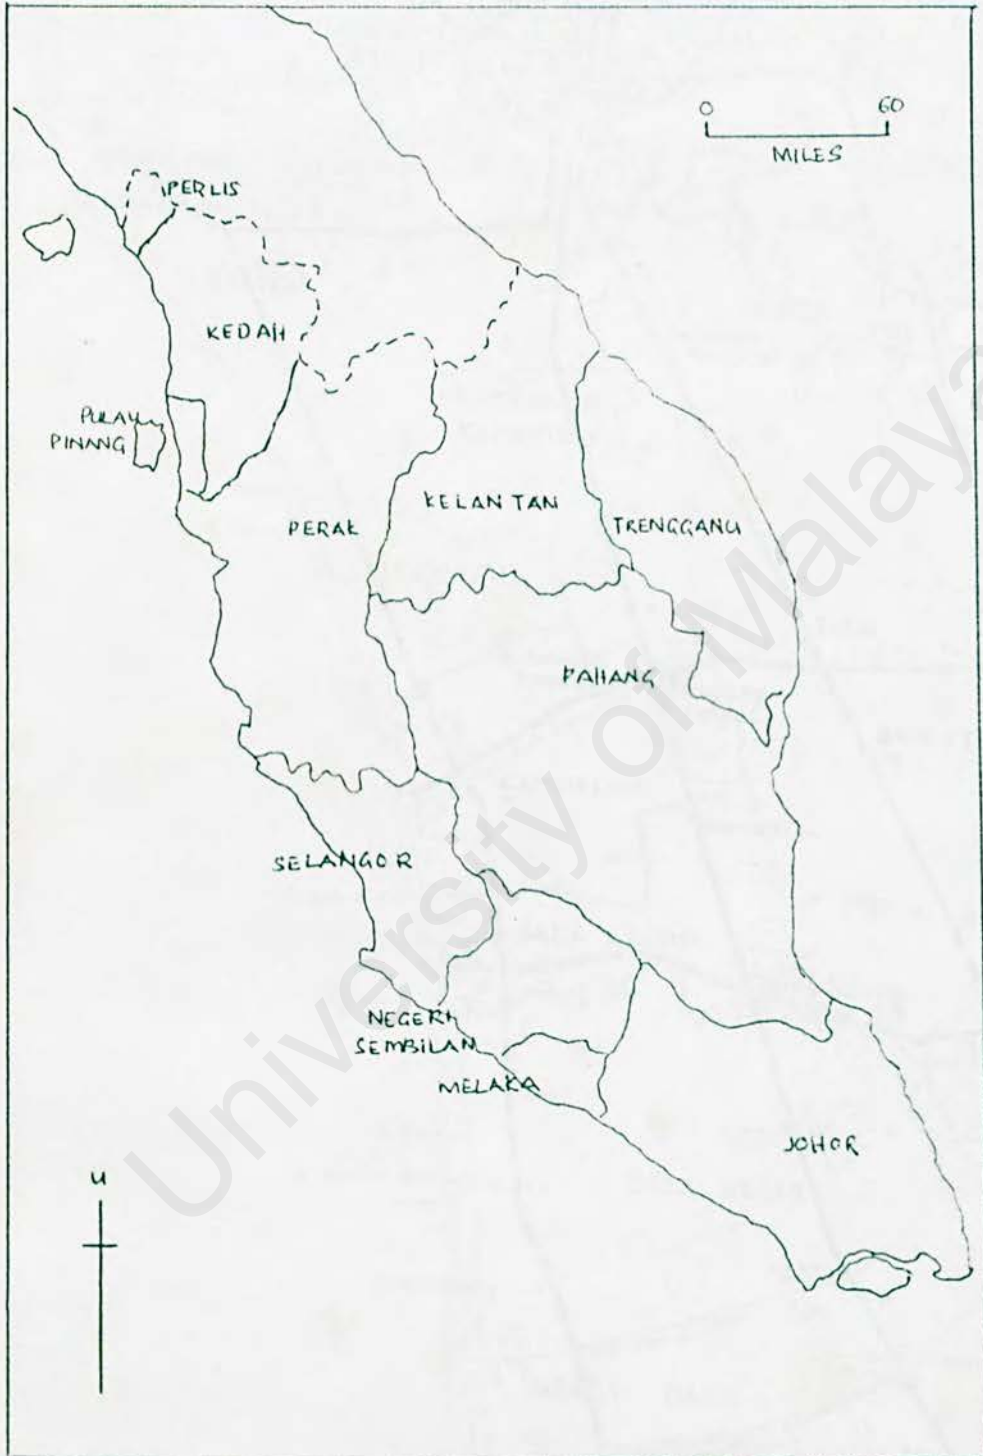 0 60
MILES
PERLIS
KEDAH
PULAU
PINANG
PERAK
KELANTAN
TRENGGANU
PAHANG
SELANGOR
NEGERI
SEMBILAN
MELAKA
JOHOR
U
University of Malaya